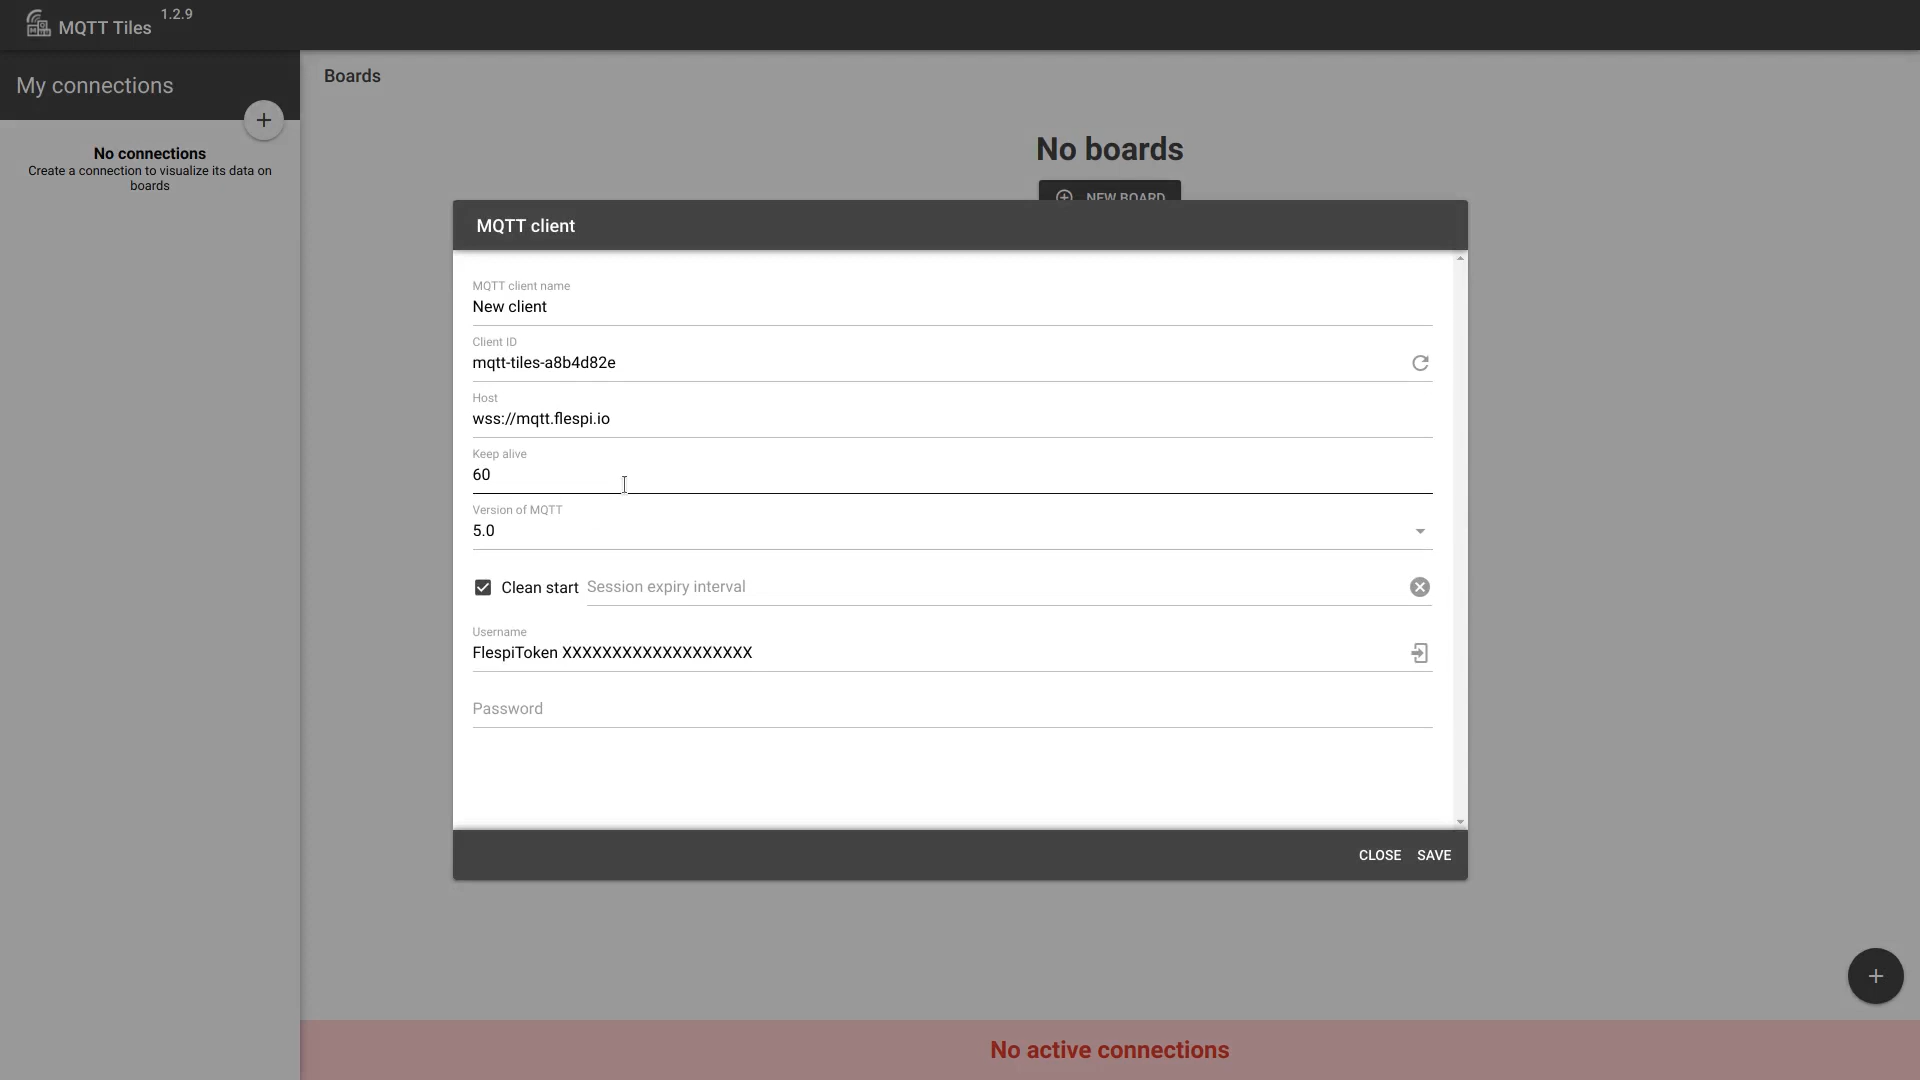 MQTT Tiles 1.2.9
My connections
No connections
Create a connection to visualize its data on
boards
Boards
No boards
NEW BOARD
MQTT client
MQTT client name
New client
Client ID
mqtt-tiles-a8b4d82e
Host
wss://mqtt.flespi.io
Keep alive
60
Version of MQTT
5.0
Clean start Session expiry interval
Username
FlespiToken XXXXXXXXXXXXXXXXXXX
Password
CLOSE SAVE
No active connections